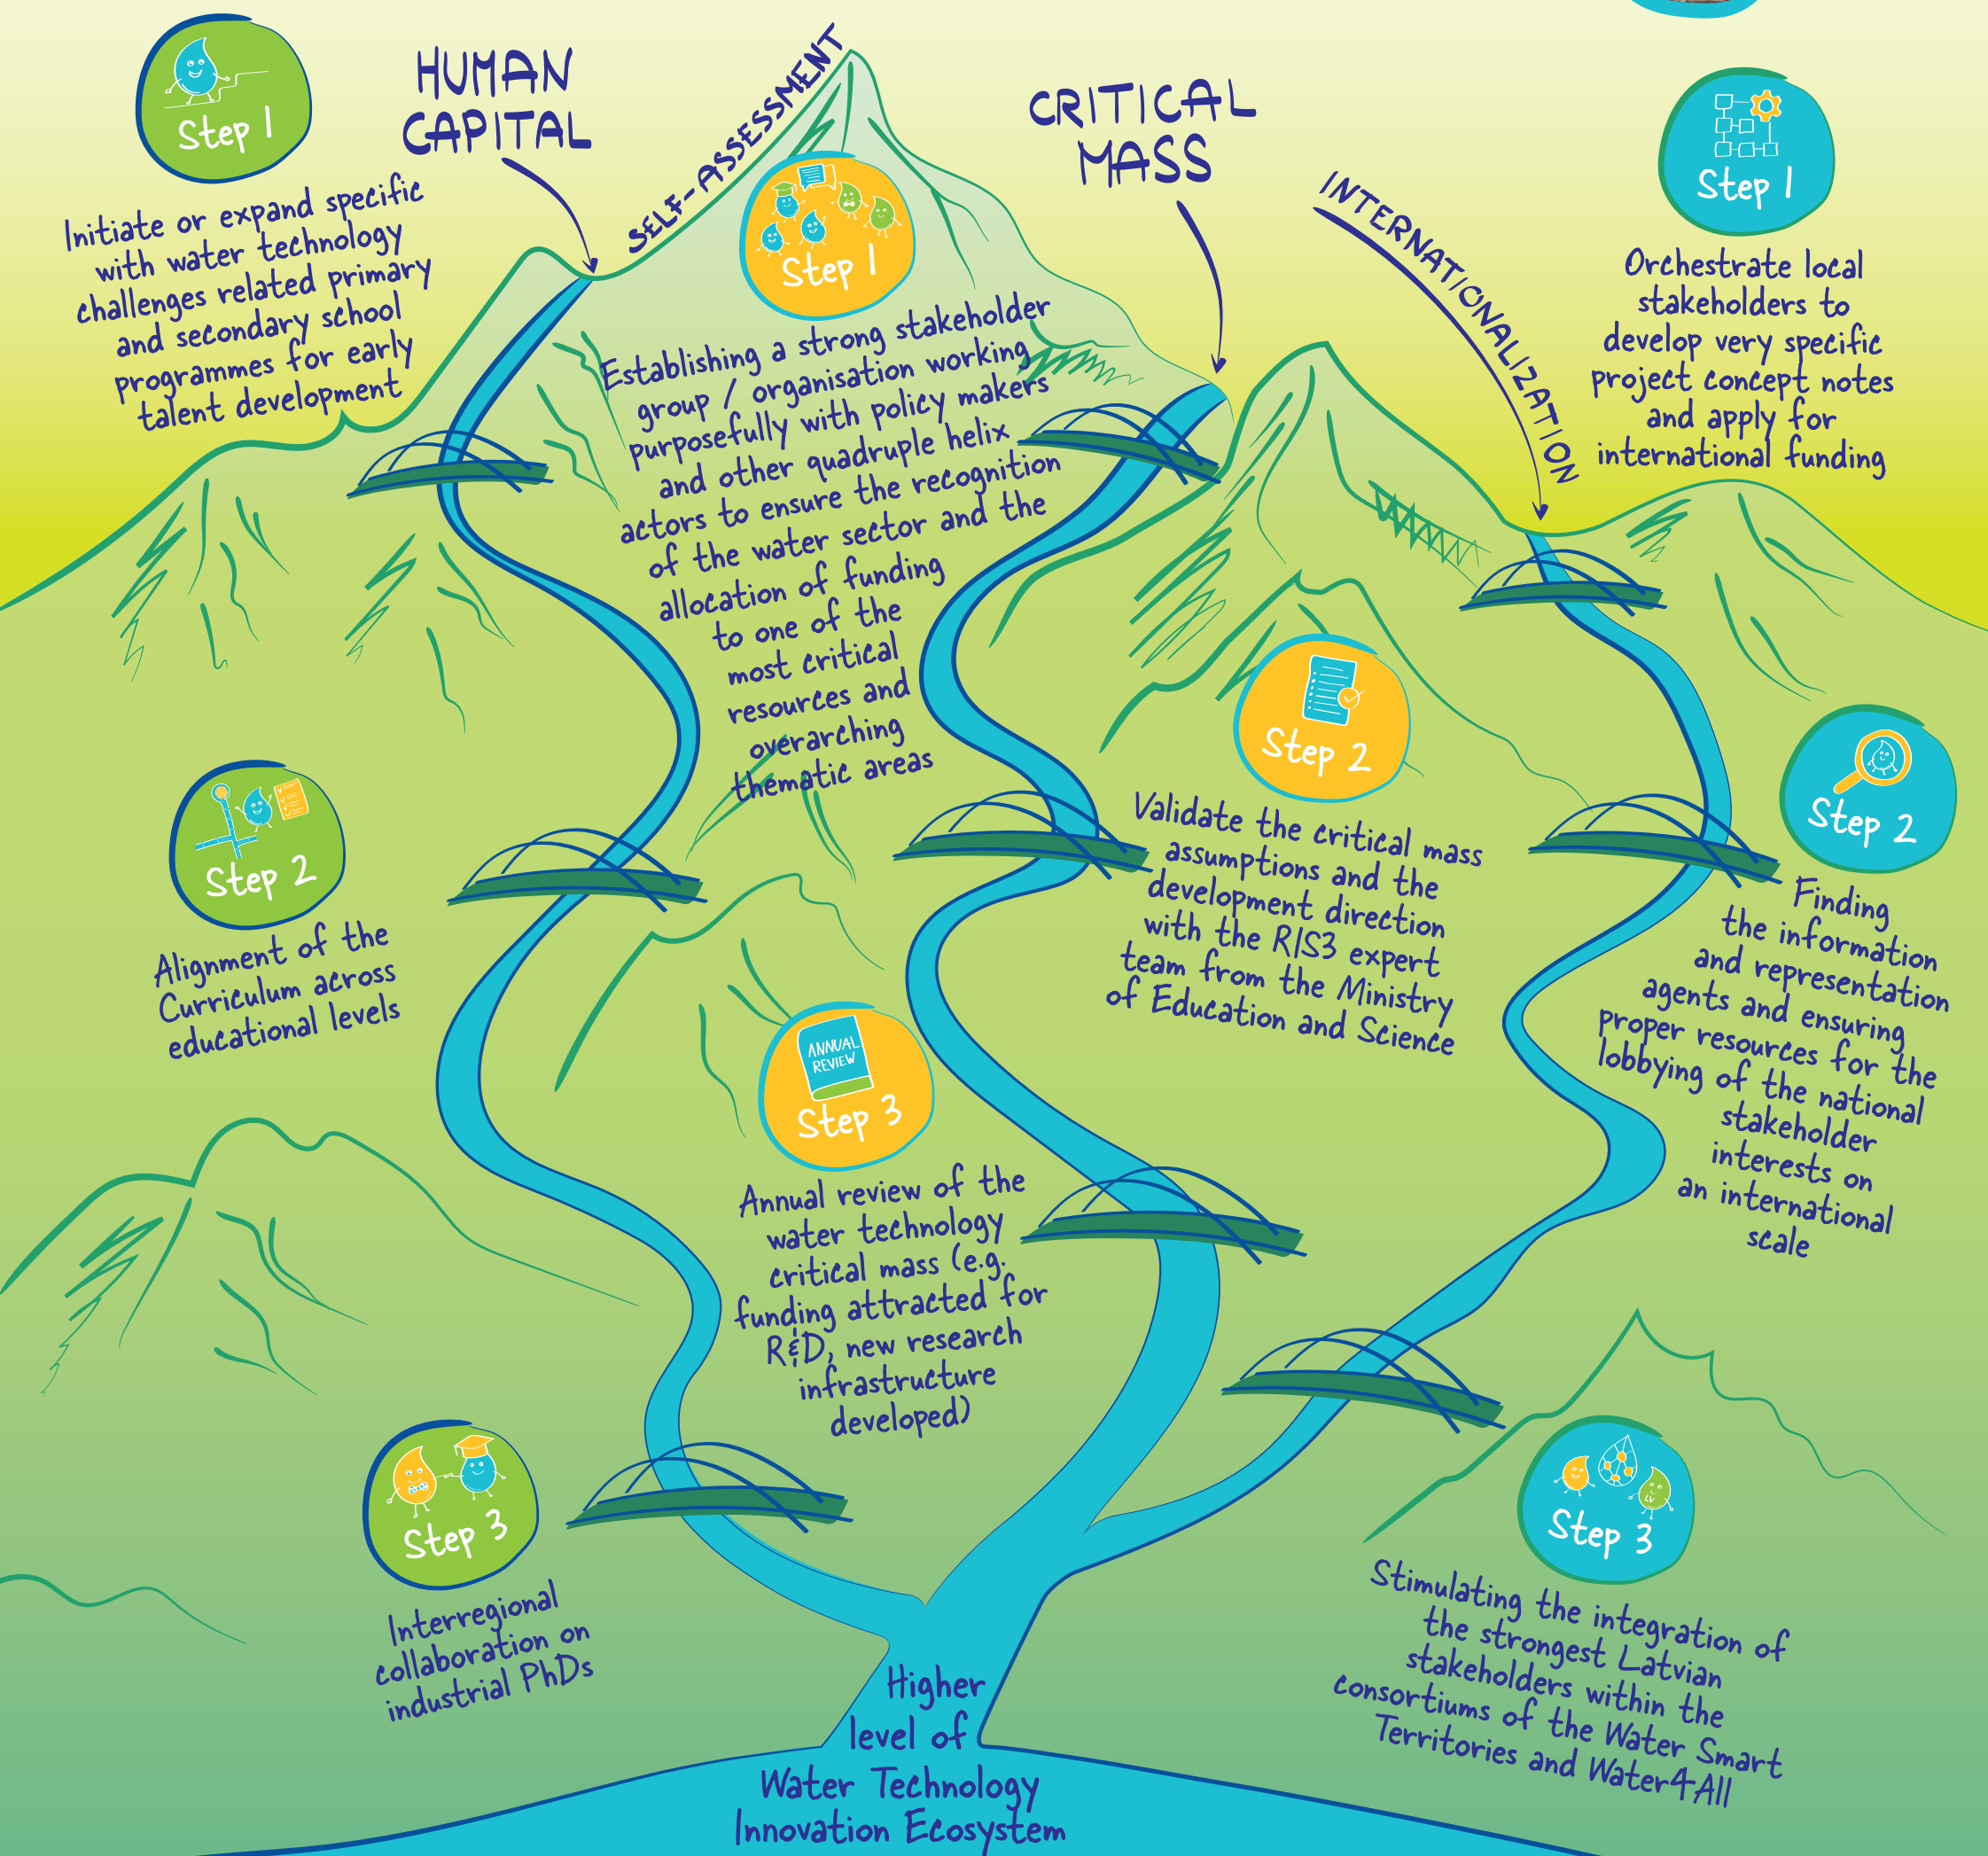 HUMAN
CAPITAL
SELF-ASSESSMENT
CRITICAL
MASS
INTERNATIONALIZATION
Step 1
Initiate or expand specific
with water technology
challenges related primary
and secondary school
programmes for early
talent development
Step 2
Alignment of the
Curriculum across
educational levels
Step 3
Interregional
collaboration on
industrial PhDs
Step 1
Establishing a strong stakeholder
group / organisation working
purposefully with policy makers
and other quadruple helix
actors to ensure the recognition
of the water sector and the
allocation of funding
to one of the
most critical
resources and
overarching
thematic areas
Step 2
Validate the critical mass
assumptions and the
development direction
with the RIS3 expert
team from the Ministry
of Education and Science
ANNUAL
REVIEW
Step 3
Annual review of the
water technology
critical mass (e.g.
funding attracted for
R&D, new research
infrastructure
developed)
Step 1
Orchestrate local
stakeholders to
develop very specific
project concept notes
and apply for
international funding
Step 2
Finding
the information
and representation
agents and ensuring
proper resources for the
lobbying of the national
stakeholder
interests on
an international
scale
LV
Step 3
Stimulating the integration of
the strongest Latvian
stakeholders within the
consortiums of the Water Smart
Territories and Water4All
Higher
level of
Water Technology
Innovation Ecosystem